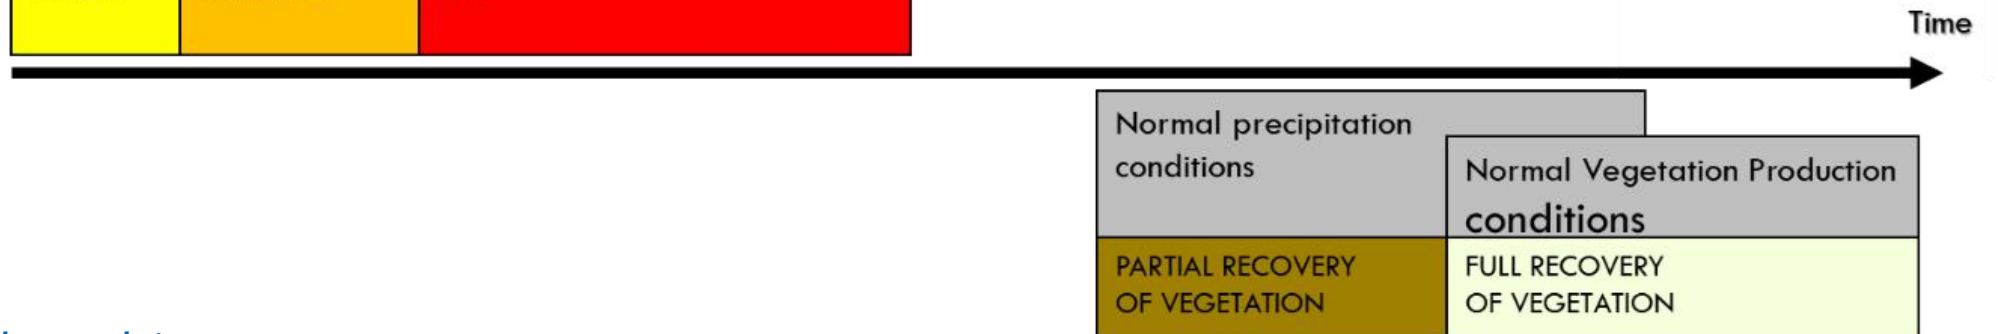 Time
Normal precipitation
conditions
Normal Vegetation Production
conditions
PARTIAL RECOVERY
OF VEGETATION
FULL RECOVERY
OF VEGETATION